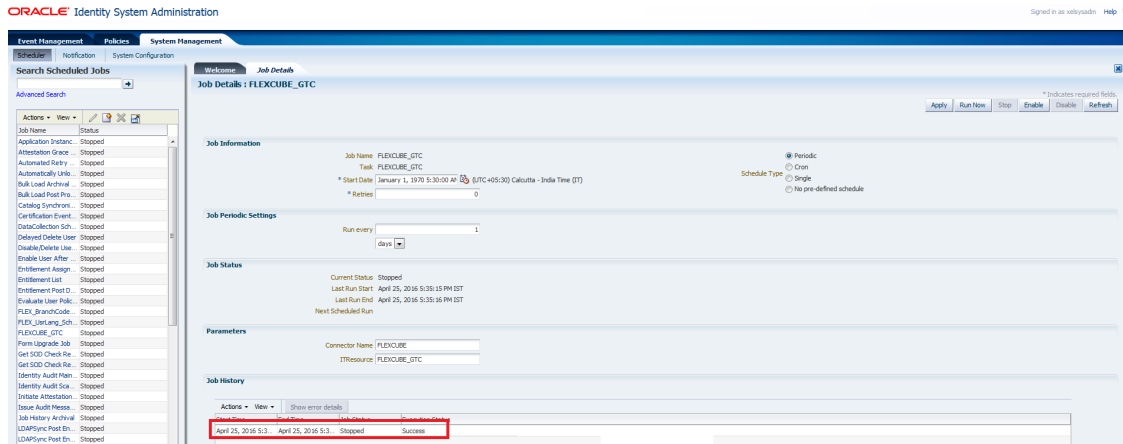 ORACLE Identity System Administration
Signed in as xelsysadm Help
Event Management Policies System Management
Scheduler Notification System Configuration
Search Scheduled Jobs
Advanced Search
Actions View
Job Name Status
Application Instanc... Stopped
Attestation Grace ... Stopped
Automated Retry ... Stopped
Automatically Unlo... Stopped
Bulk Load Archival ... Stopped
Bulk Load Post Pro... Stopped
Catalog Synchroni... Stopped
Certification Event... Stopped
DataCollection Sch... Stopped
Delayed Delete User Stopped
Disable/Delete Use... Stopped
Enable User After ... Stopped
Entitlement Assign... Stopped
Entitlement List Stopped
Entitlement Post D... Stopped
Evaluate User Polic... Stopped
FLEX_BranchCode... Stopped
FLEX_UsrLang_Sch... Stopped
FLEXCUBE_GTC Stopped
Form Upgrade Job Stopped
Get SOD Check Re... Stopped
Get SOD Check Re... Stopped
Identity Audit Main... Stopped
Identity Audit Sca... Stopped
Initiate Attestation... Stopped
Issue Audit Messa... Stopped
Job History Archival Stopped
LDAPSync Post En... Stopped
LDAPSync Post En... Stopped
Welcome Job Details
Job Details : FLEXCUBE_GTC
* Indicates required fields.
Apply Run Now Stop Enable Disable Refresh
Job Information
Job Name FLEXCUBE_GTC
Task FLEXCUBE_GTC
* Start Date January 1, 1970 5:30:00 AM (UTC+05:30) Calcutta - India Time (IT)
* Retries 0
Schedule Type
Periodic
Cron
Single
No pre-defined schedule
Job Periodic Settings
Run every 1
days
Job Status
Current Status Stopped
Last Run Start April 25, 2016 5:35:15 PM IST
Last Run End April 25, 2016 5:35:16 PM IST
Next Scheduled Run
Parameters
Connector Name FLEXCUBE
ITResource FLEXCUBE_GTC
Job History
Actions View Show error details
Start Time End Time Job Status Execution Status
April 25, 2016 5:3... April 25, 2016 5:3... Stopped Success